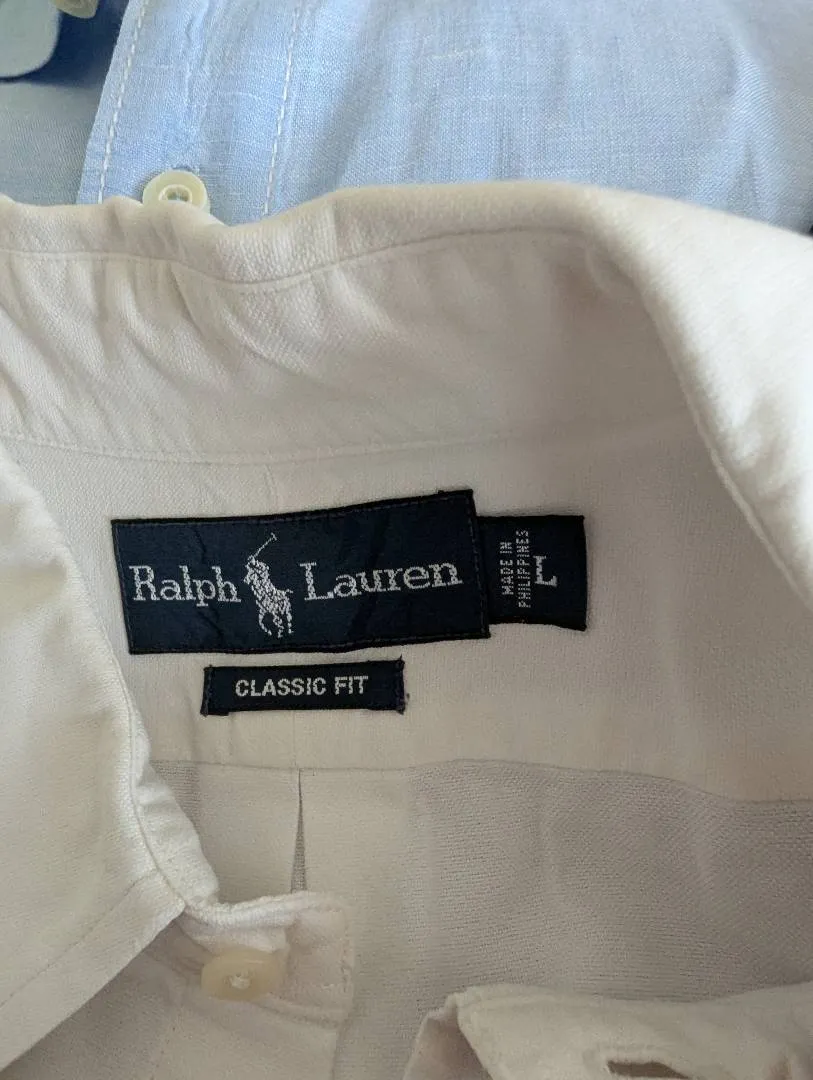 Ralph Lauren
MADE IN
PHILIPPINES
L
CLASSIC FIT